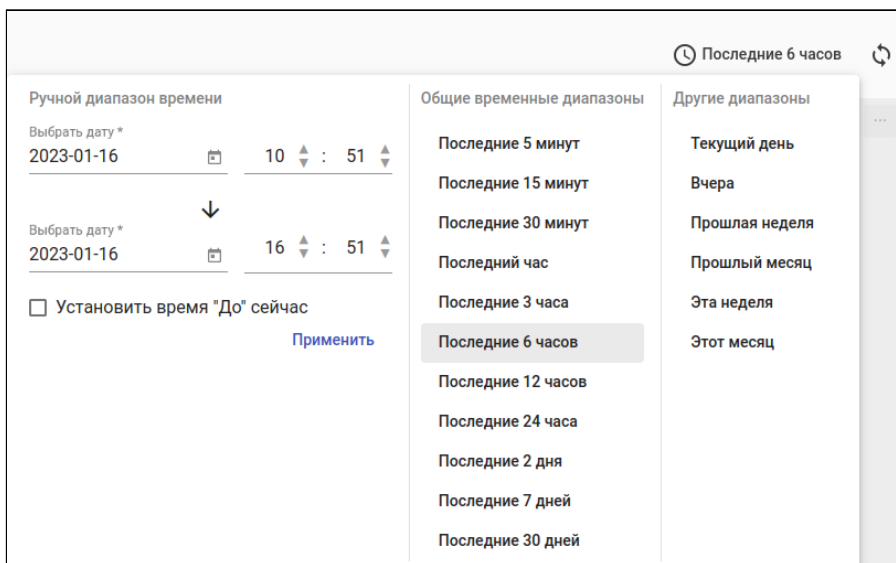 Последние 6 часов
Ручной диапазон времени
Выбрать дату *
2023-01-16 10 : 51
Выбрать дату *
2023-01-16 16 : 51
Установить время "До" сейчас
Применить
Общие временные диапазоны
Последние 5 минут
Последние 15 минут
Последние 30 минут
Последний час
Последние 3 часа
Последние 6 часов
Последние 12 часов
Последние 24 часа
Последние 2 дня
Последние 7 дней
Последние 30 дней
Другие диапазоны
Текущий день
Вчера
Прошлая неделя
Прошлый месяц
Эта неделя
Этот месяц
...